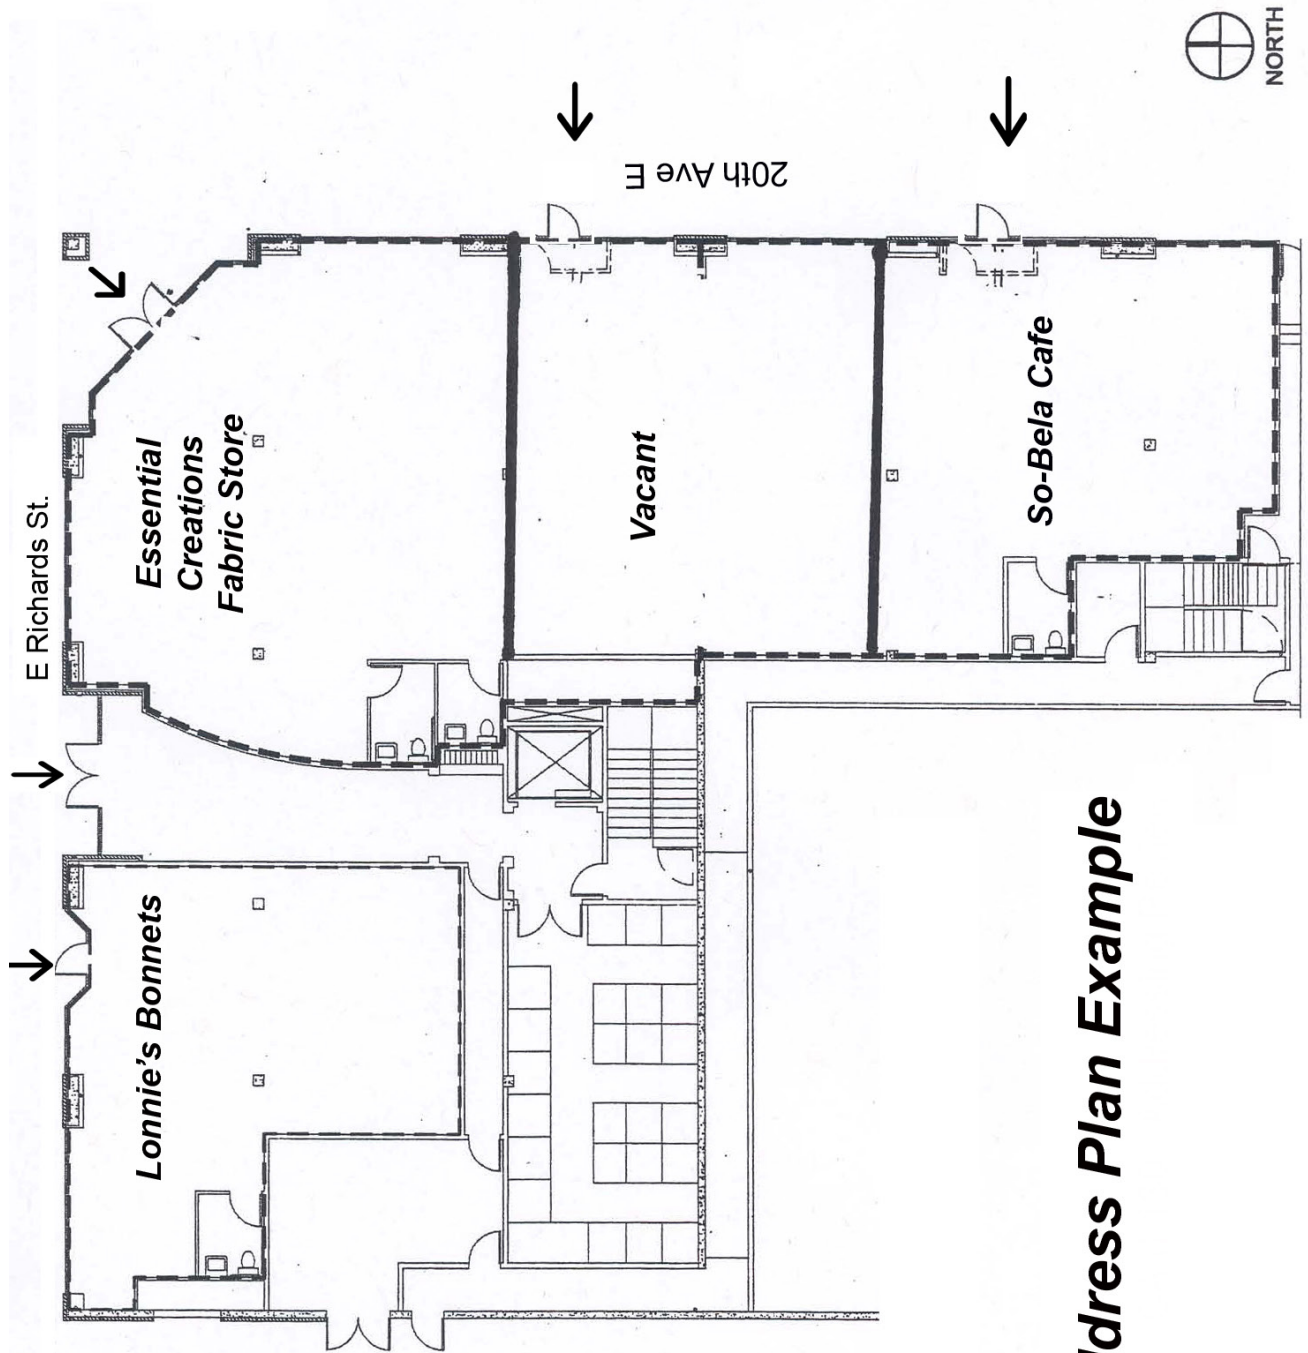 NORTH
20th Ave E
E Richards St.
Essential
Creations
Fabric Store
Vacant
So-Bela Cafe
Lonnie's Bonnets
dress Plan Example